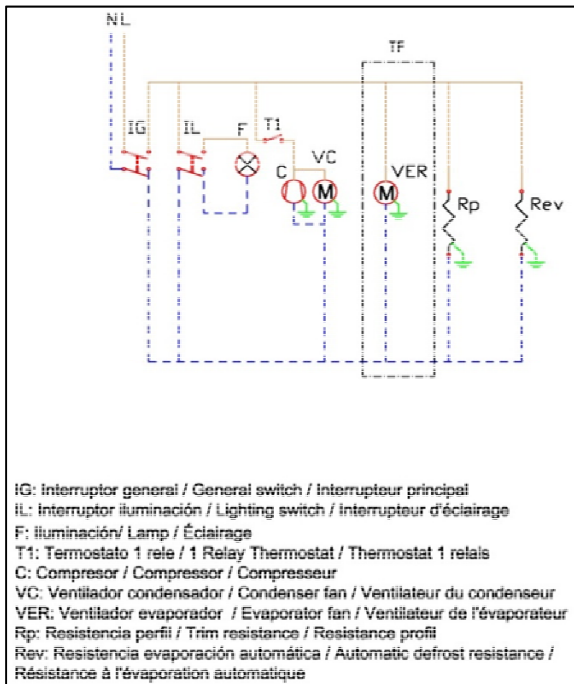 NL
TF
IG IL F T1
C VC VER
Rp Rev
M M
IG: Interruptor general / General switch / Interrupteur principal
IL: Interruptor iluminación / Lighting switch / Interrupteur d'éclairage
F: Iluminación/ Lamp / Éclairage
T1: Termostato 1 rele / 1 Relay Thermostat / Thermostat 1 relais
C: Compresor / Compressor / Compresseur
VC: Ventilador condensador / Condenser fan / Ventilateur du condenseur
VER: Ventilador evaporador / Evaporator fan / Ventilateur de l'évaporateur
Rp: Resistencia perfil / Trim resistance / Resistance profil
Rev: Resistencia evaporación automática / Automatic defrost resistance /
Résistance à l'évaporation automatique